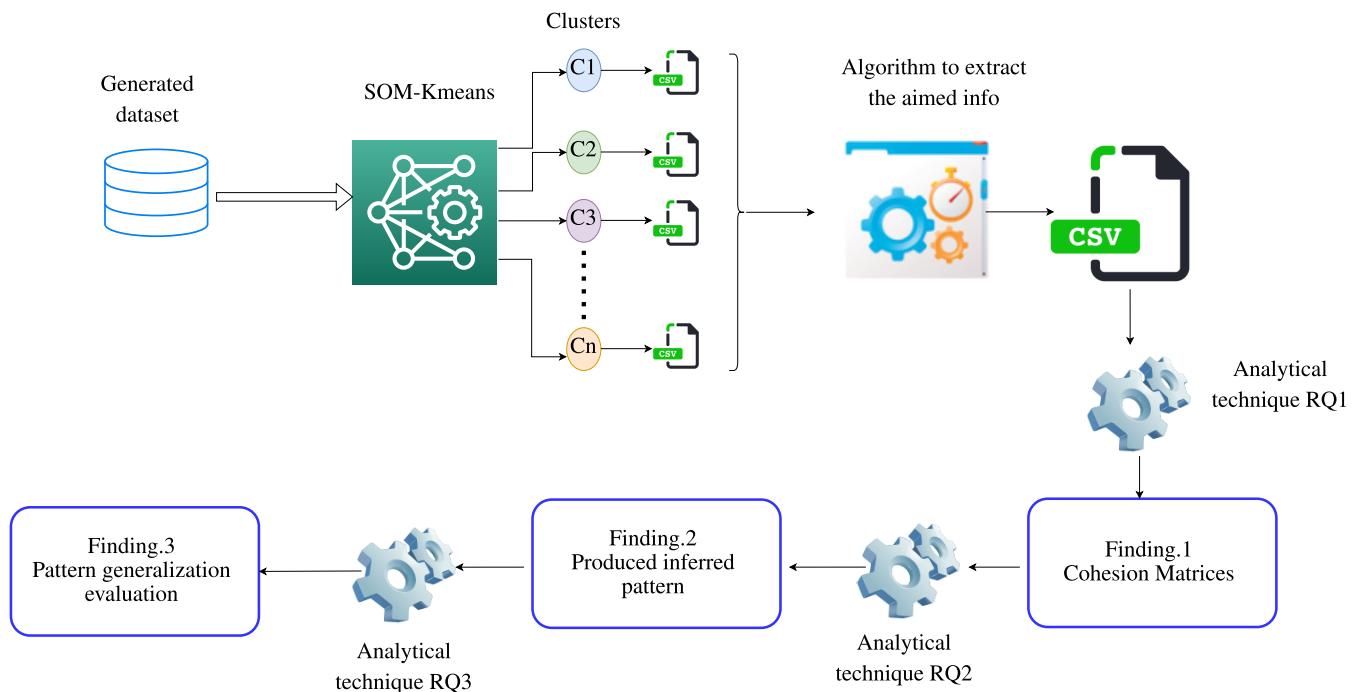 Clusters
Generated
dataset
SOM-Kmeans
C1
CSV
C2
CSV
C3
CSV
Cn
CSV
Algorithm to extract
the aimed info
CSV
Analytical
technique RQ1
Finding.1
Cohesion Matrices
Analytical
technique RQ2
Finding.2
Produced inferred
pattern
Analytical
technique RQ3
Finding.3
Pattern generalization
evaluation